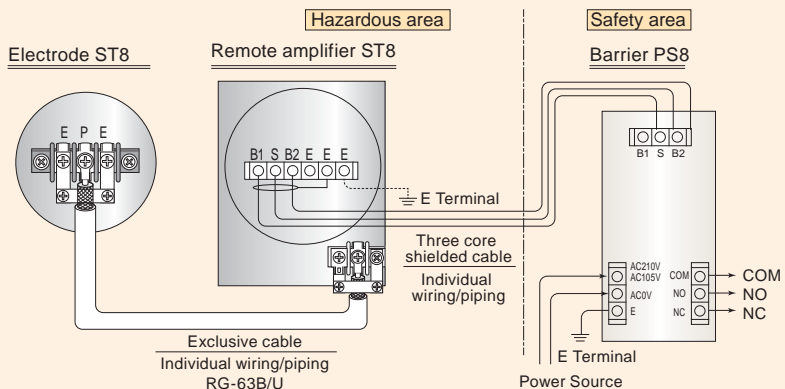 Hazardous area
Safety area
Electrode ST8
Remote amplifier ST8
Barrier PS8
E P E
B1 S B2 E E E
E Terminal
B1 S B2
Three core
shielded cable
Individual
wiring/piping
AC210V
AC105V
AC0V
E
COM
NO
NC
COM
NO
NC
E Terminal
Power Source
Exclusive cable
Individual wiring/piping
RG-63B/U